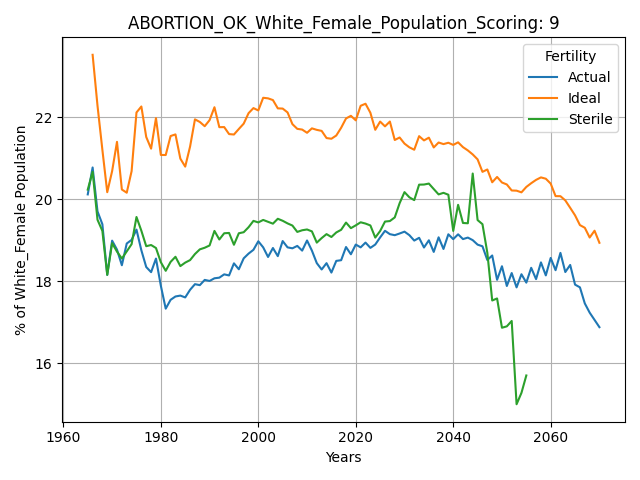 ABORTION_OK_White_Female_Population_Scoring: 9
Fertility
Actual
Ideal
Sterile
% of White_Female Population
22
20
18
16
1960
1980
2000
2020
2040
2060
Years